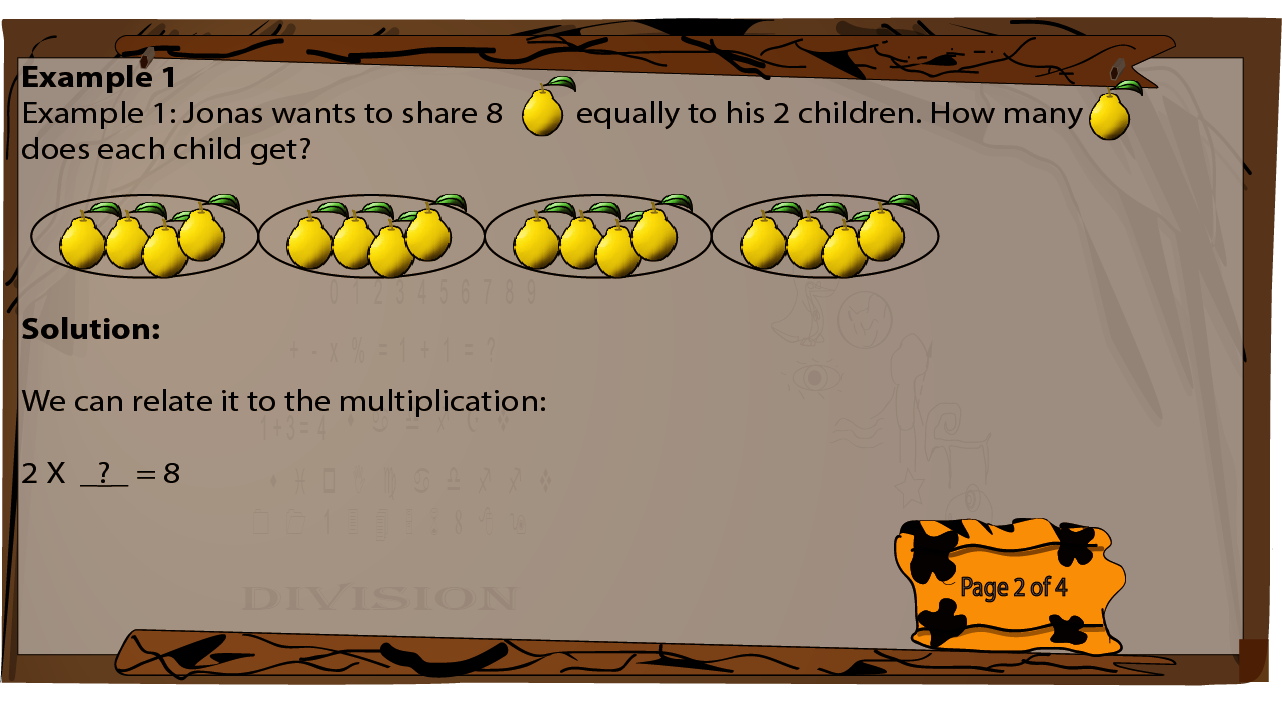 Example 1
Example 1: Jonas wants to share 8 equally to his 2 children. How many
does each child get?
0 1 2 3 4 5 6 7 8 9
+ - x % = 1 + 1 = ?
Solution:
We can relate it to the multiplication:
1+3=4
2 X __?__ = 8
DIVISION
Page 2 of 4